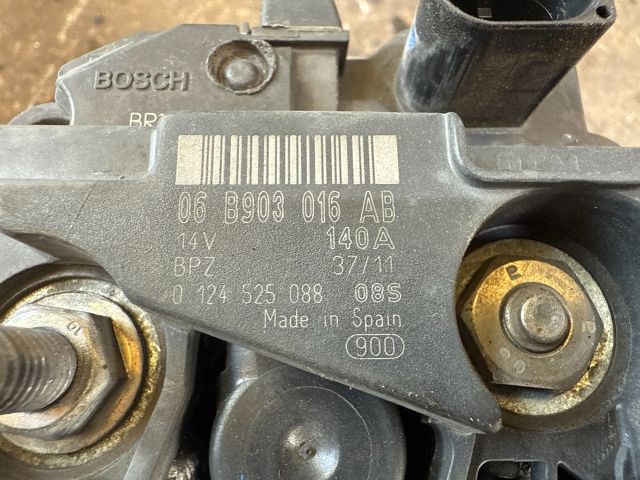 BOSCH
06 B903 016 AB
14V 140A
BPZ 37/11
0 124 525 088 08S
Made in Spain
900
10